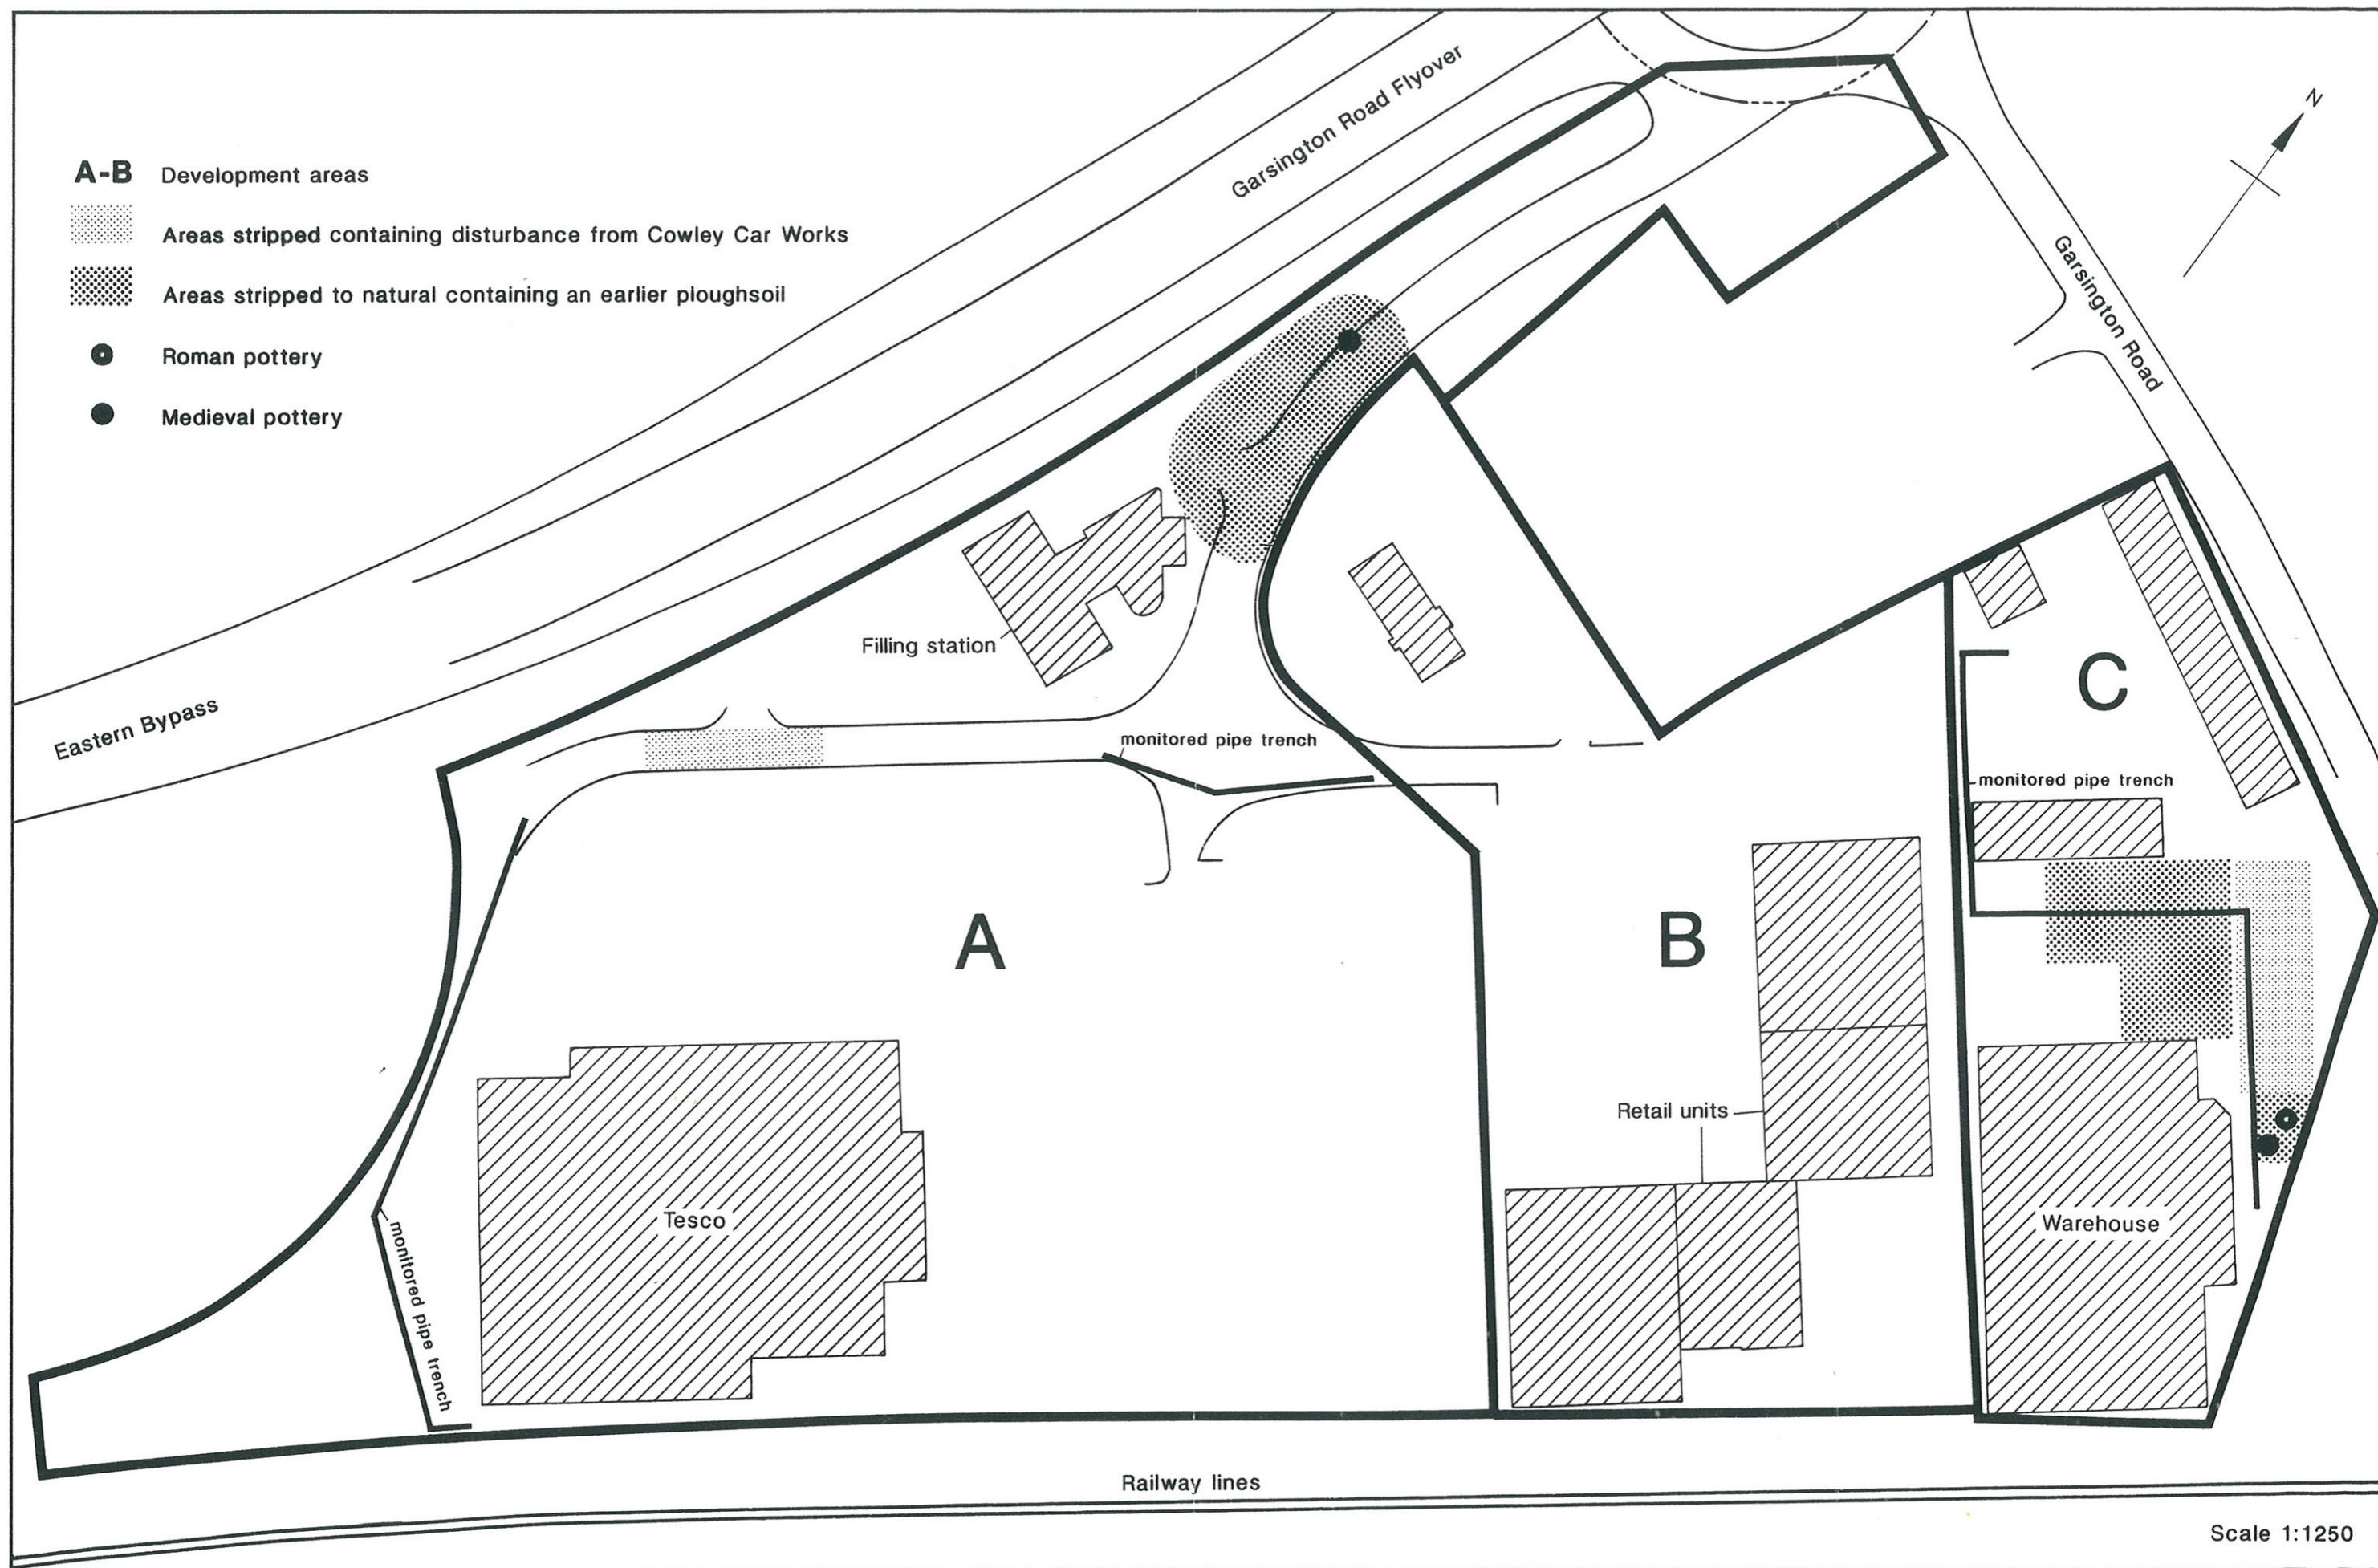 Garsington Road Flyover
N
A-B Development areas
Areas stripped containing disturbance from Cowley Car Works
Areas stripped to natural containing an earlier ploughsoil
Roman pottery
Medieval pottery
Garsington Road
Filling station
Eastern Bypass
monitored pipe trench
C
monitored pipe trench
A
B
Retail units
Tesco
Warehouse
monitored pipe trench
Railway lines
Scale 1:1250